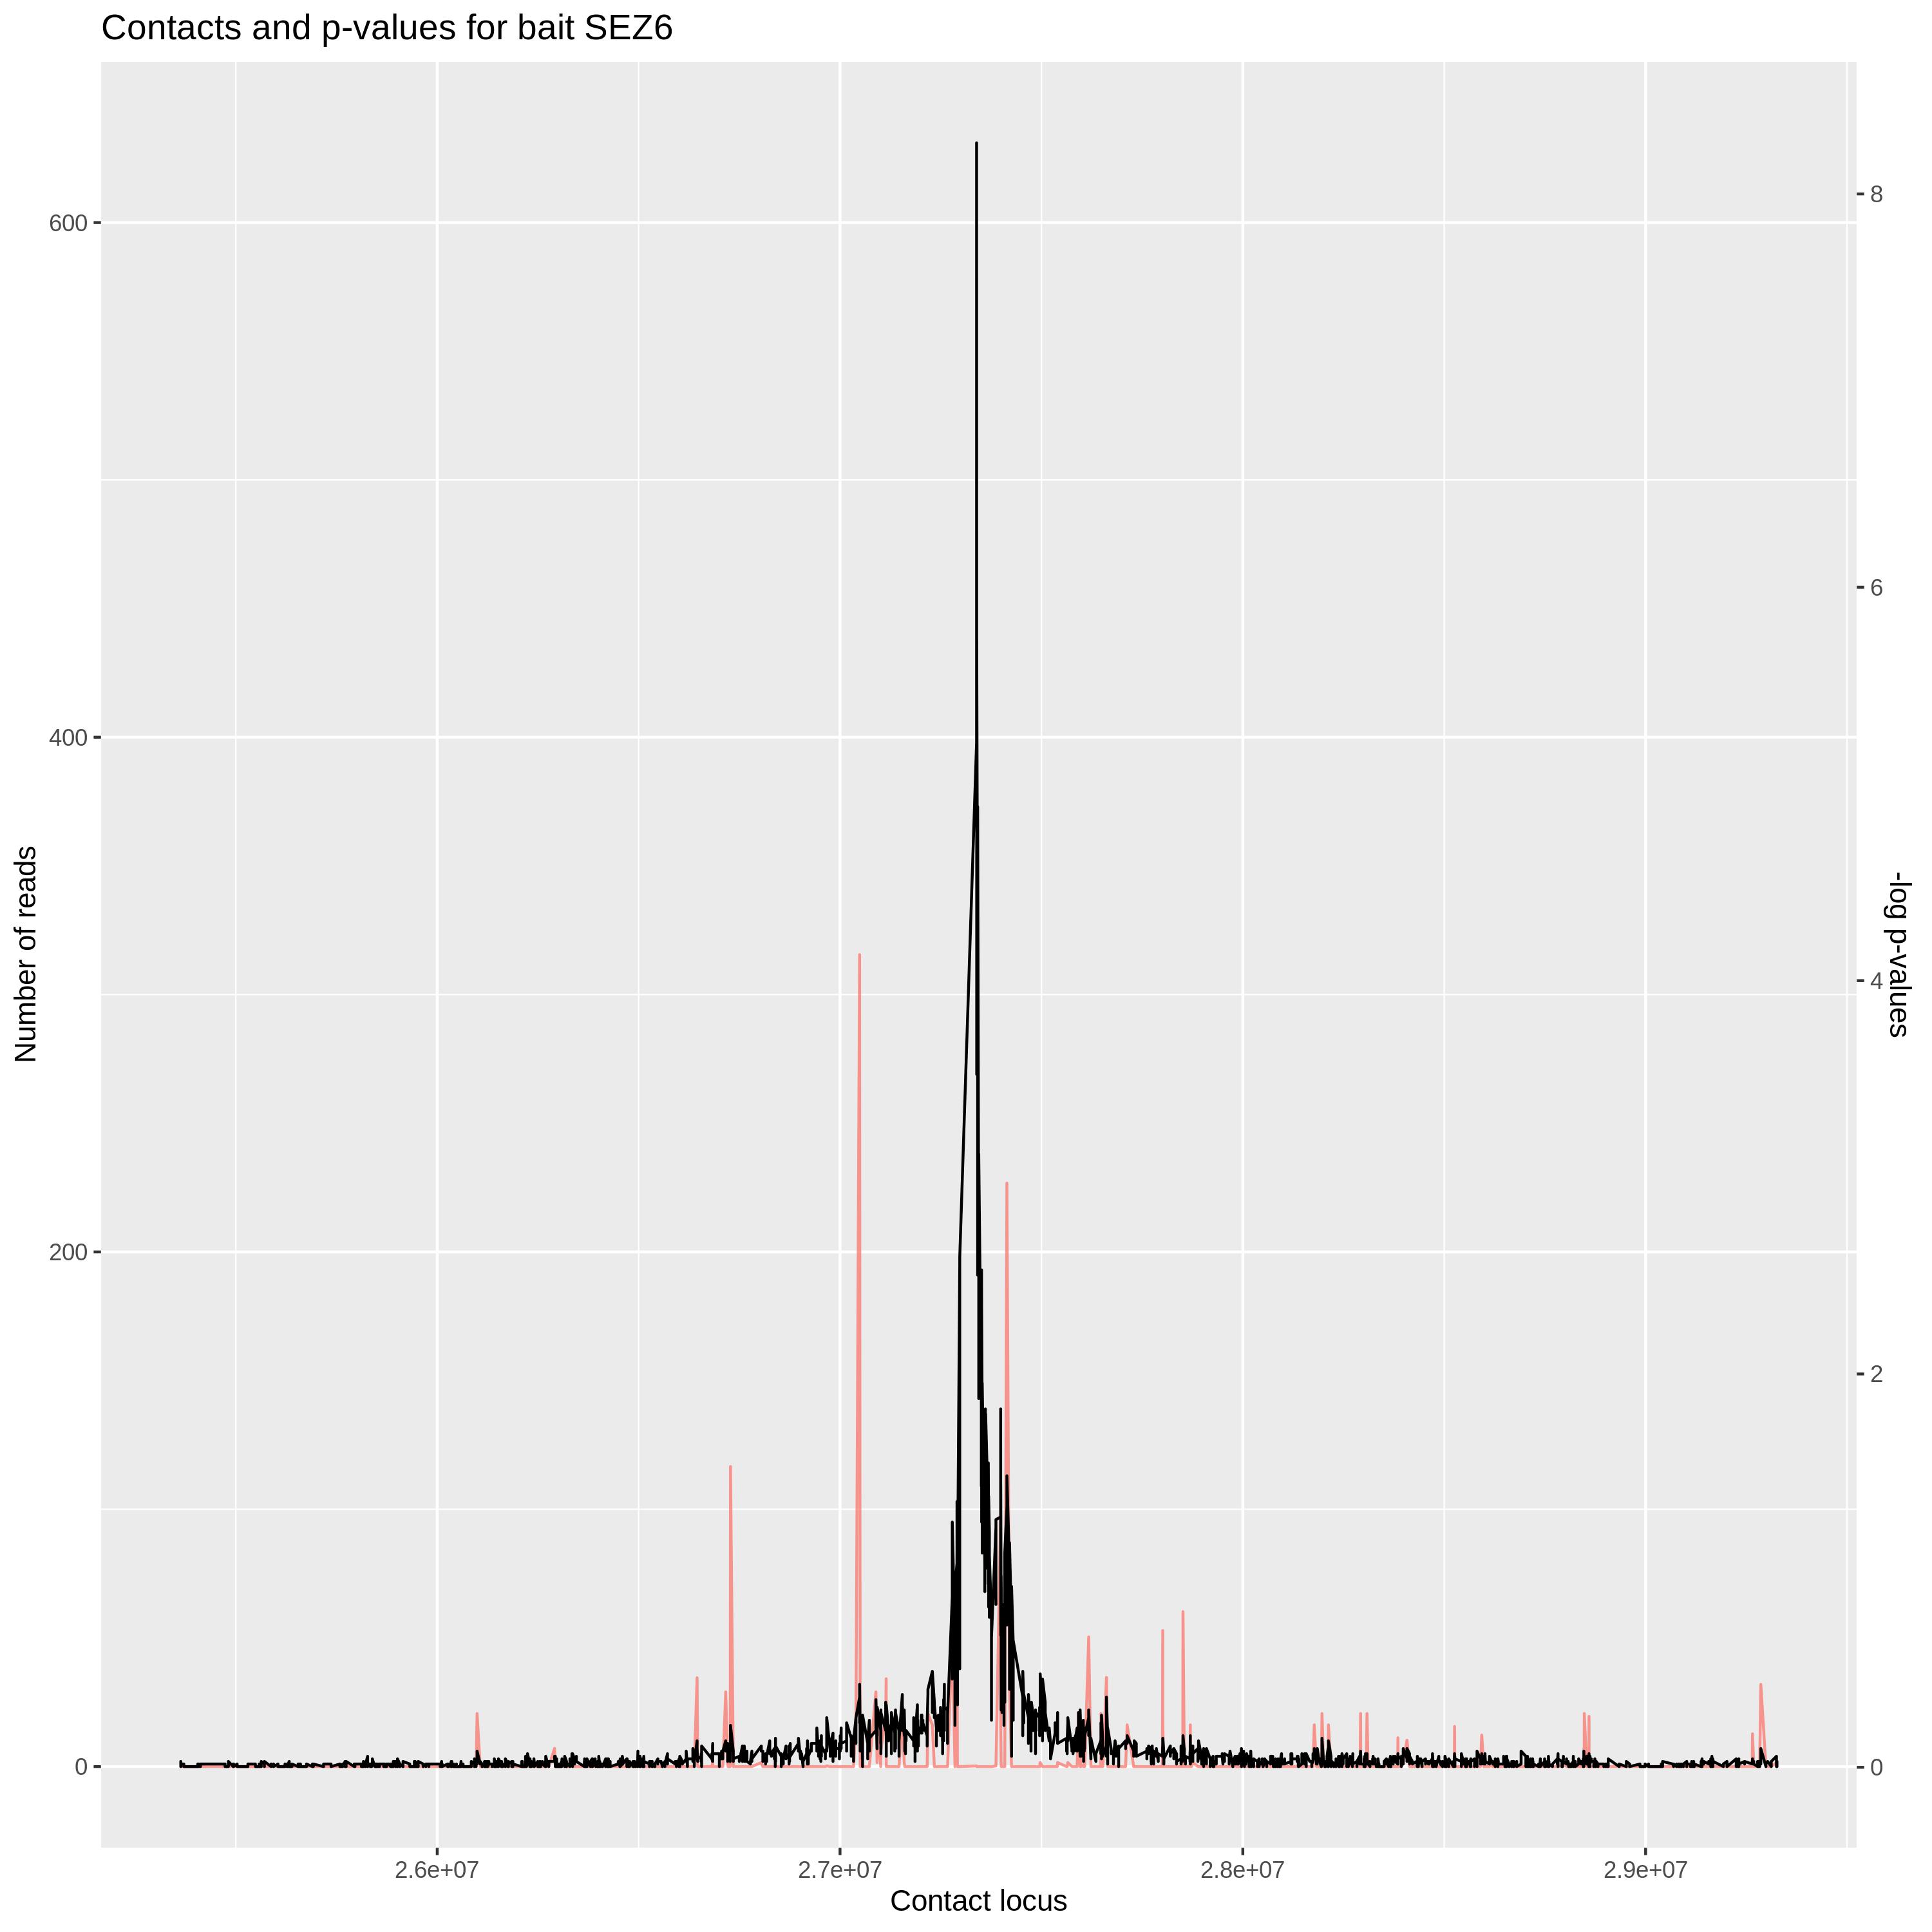 Contacts and p-values for bait SEZ6
Number of reads
600
400
200
0
8
6
4
2
0
-log p-values
2.6e+07
2.7e+07
2.8e+07
2.9e+07
Contact locus